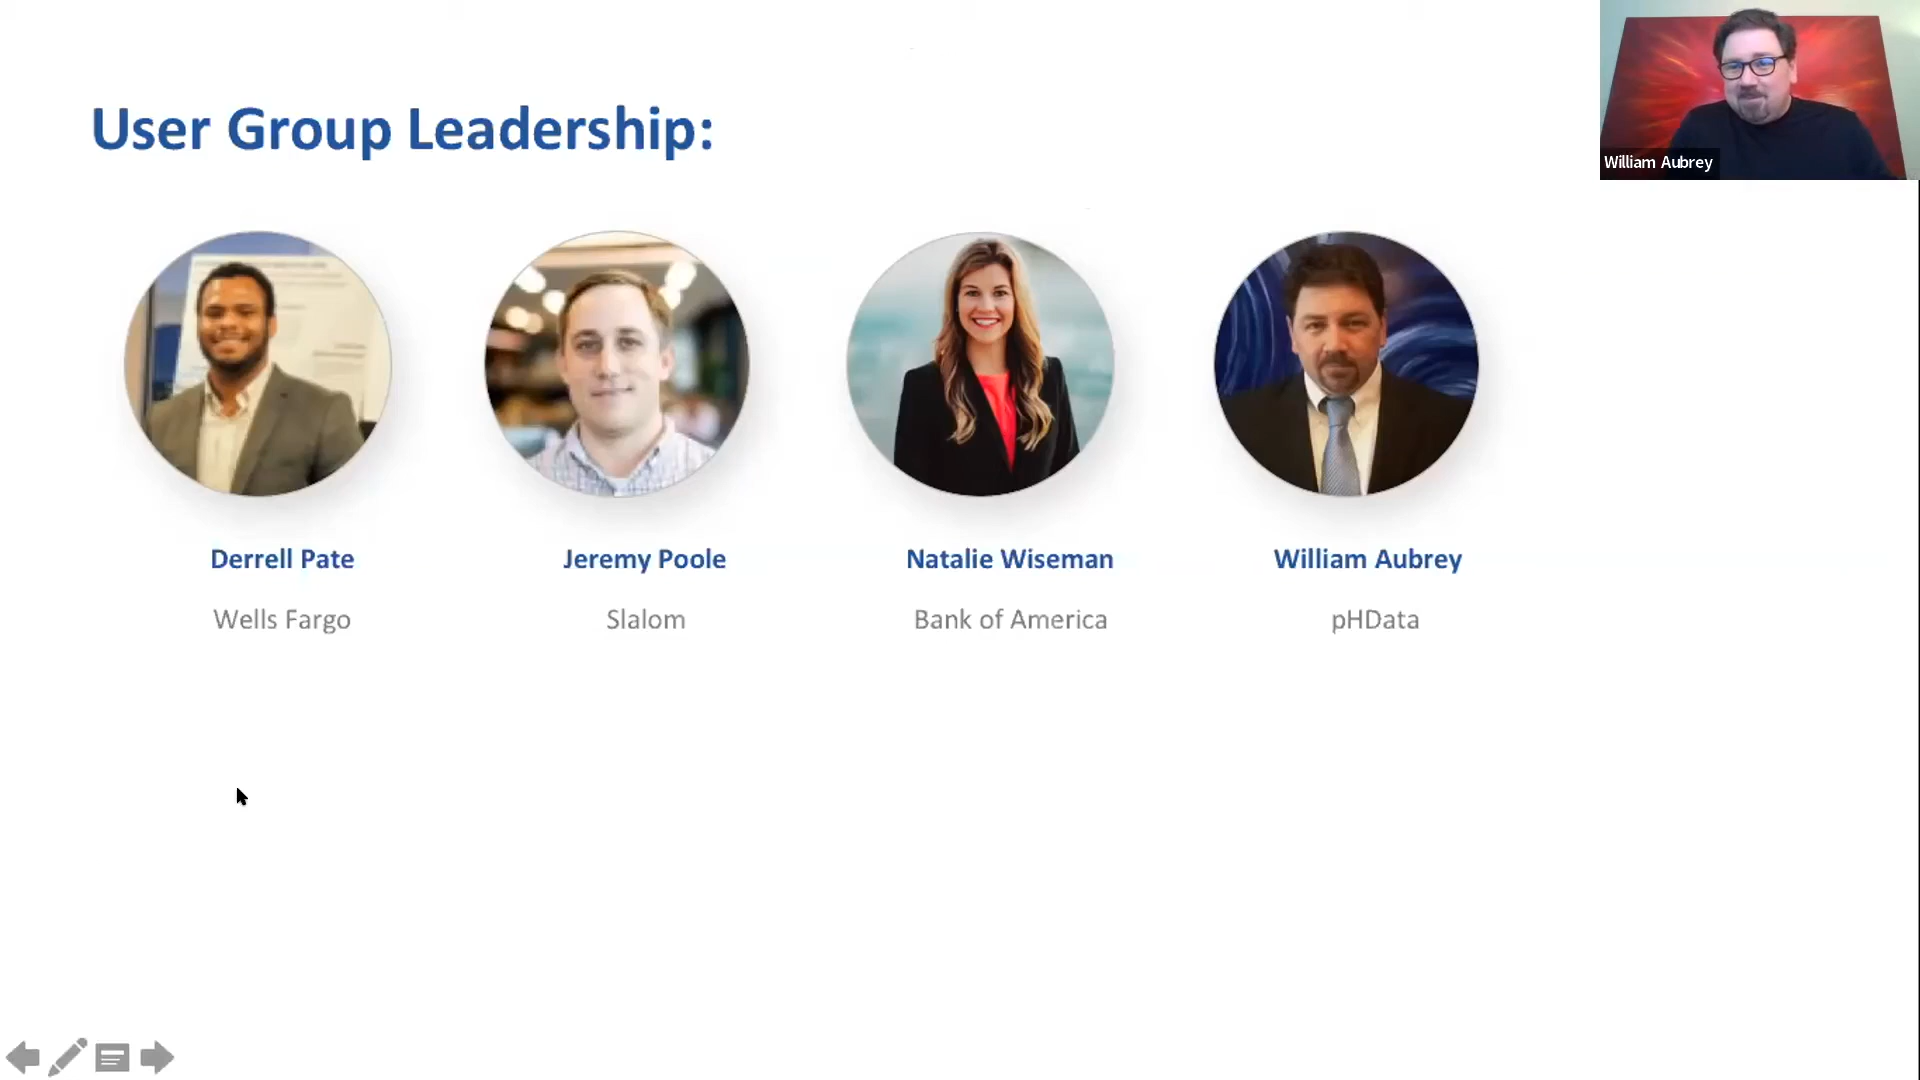 User Group Leadership:
William Aubrey
Derrell Pate
Jeremy Poole
Natalie Wiseman
William Aubrey
Wells Fargo
Slalom
Bank of America
pHData